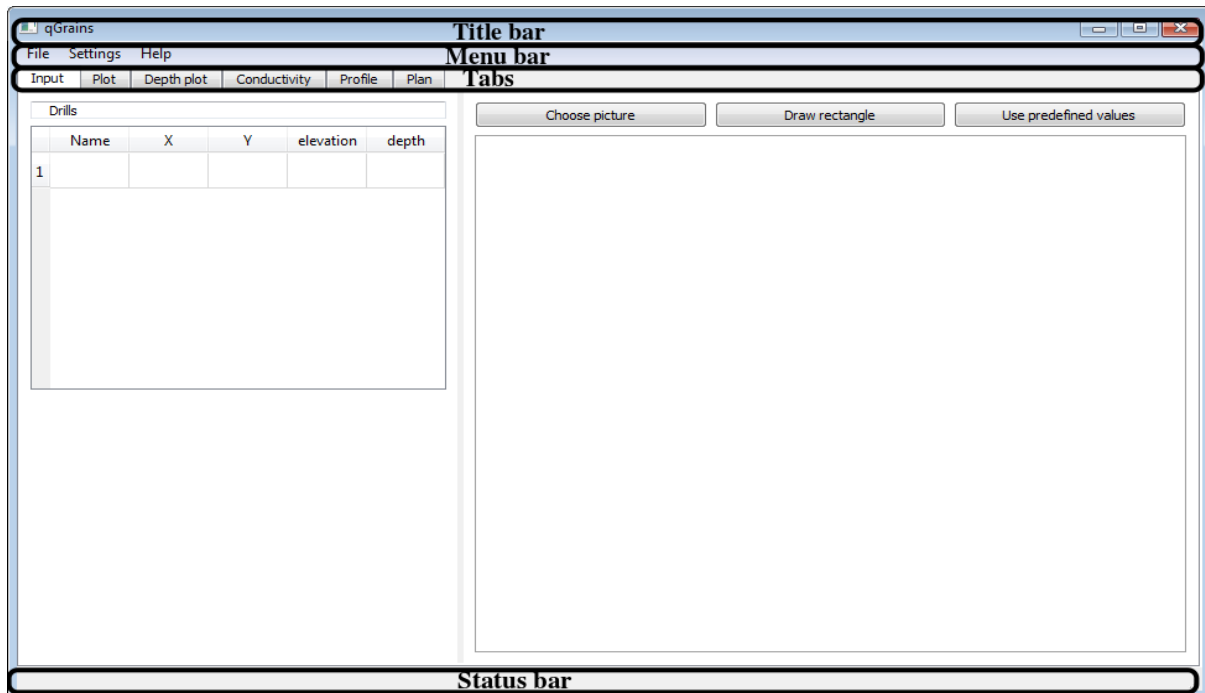 qGrains Title bar
File Settings Help Menu bar
Input Plot Depth plot Conductivity Profile Plan Tabs
Drills
Choose picture Draw rectangle Use predefined values
Name X Y elevation depth
1
Status bar